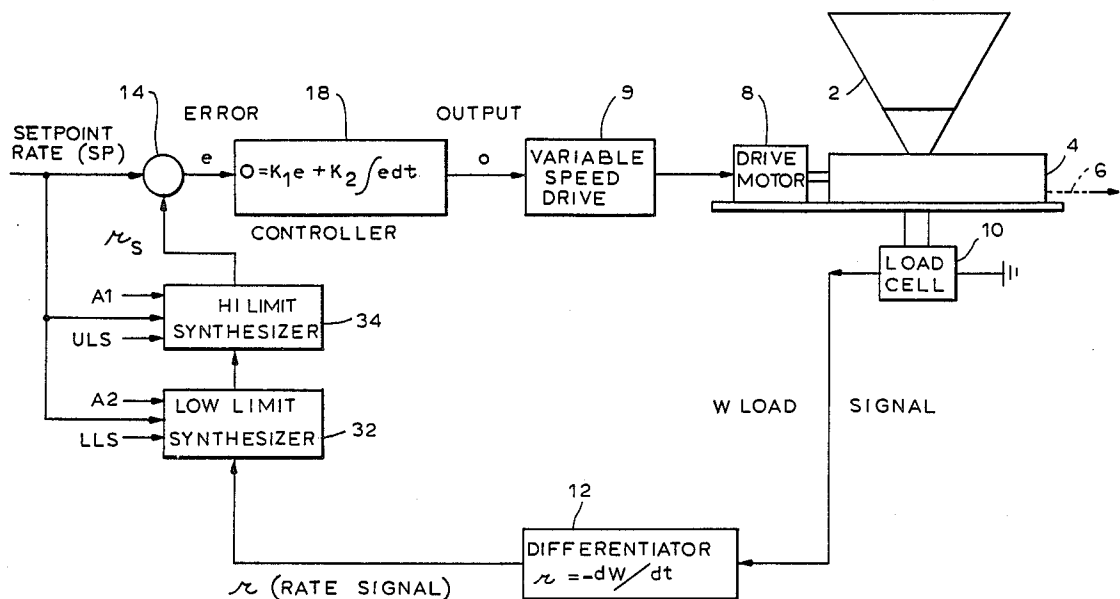 14
ERROR
18
OUTPUT
9
8
2
SETPOINT
RATE (SP)
e
O = K₁e + K₂∫edt
o
VARIABLE
SPEED
DRIVE
DRIVE
MOTOR
4
6
CONTROLLER
10
r_S
LOAD
CELL
A1
HI LIMIT
SYNTHESIZER
34
ULS
A2
LOW LIMIT
SYNTHESIZER
32
LLS
W LOAD SIGNAL
12
DIFFERENTIATOR
r = -dW/dt
r (RATE SIGNAL)